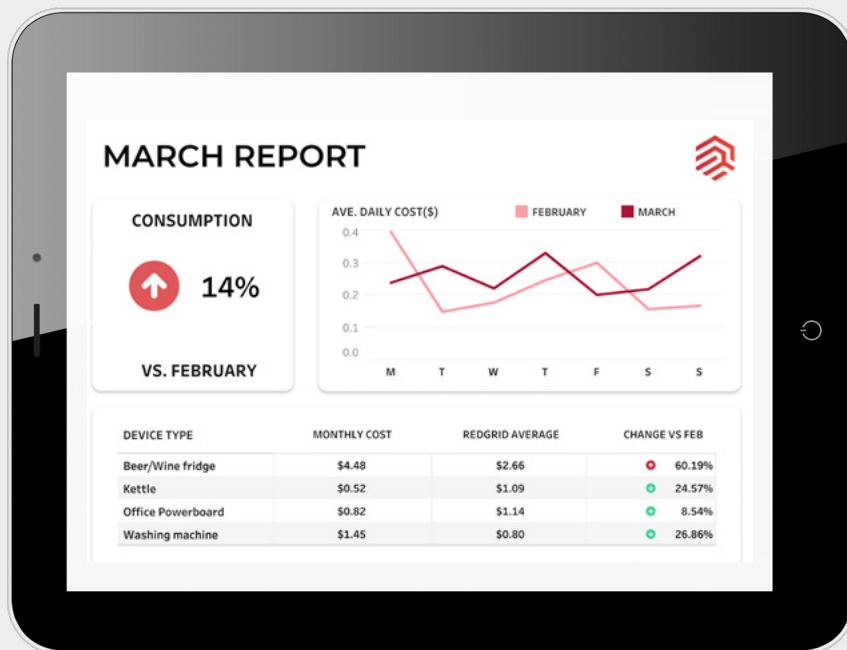 MARCH REPORT
CONSUMPTION
14%
VS. FEBRUARY
AVE. DAILY COST($)
FEBRUARY
MARCH
0.4
0.3
0.2
0.1
0.0
M T W T F S S
DEVICE TYPE MONTHLY COST REDGRID AVERAGE CHANGE VS FEB
Beer/Wine fridge $4.48 $2.66 60.19%
Kettle $0.52 $1.09 24.57%
Office Powerboard $0.82 $1.14 8.54%
Washing machine $1.45 $0.80 26.86%